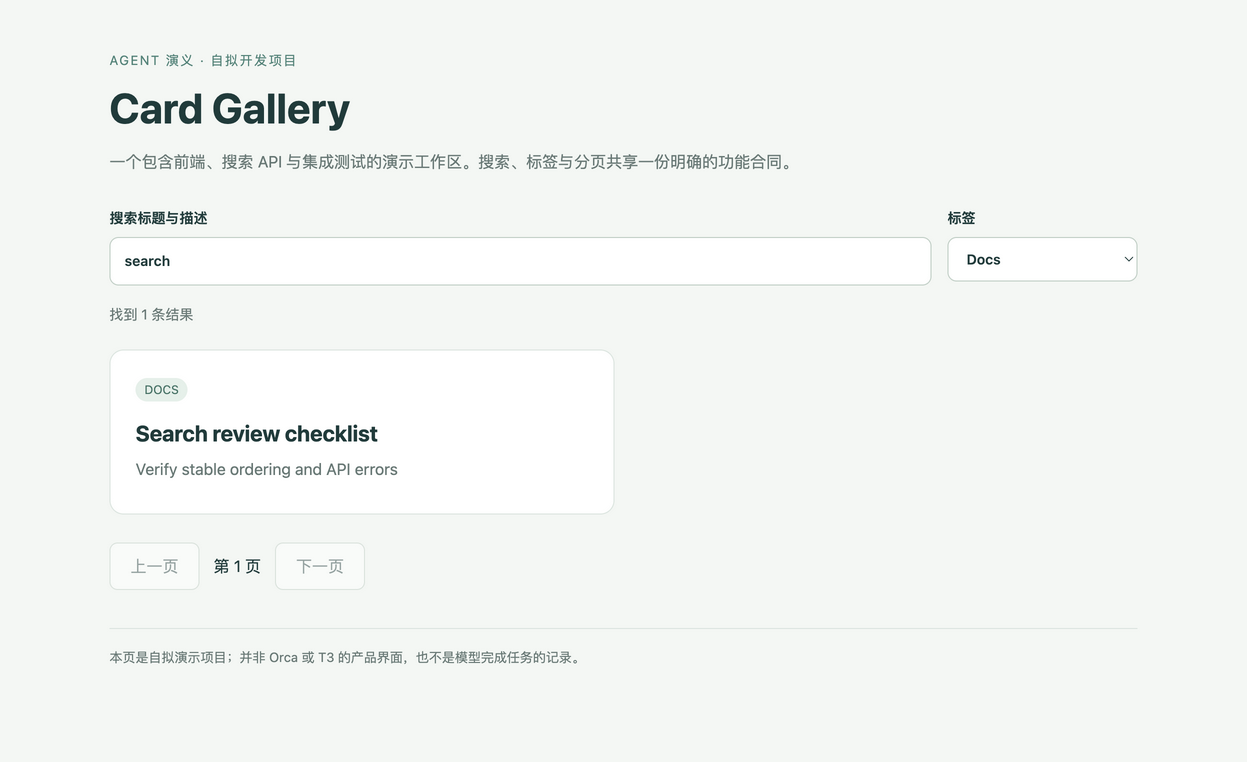 AGENT 演义 · 自拟开发项目
Card Gallery
一个包含前端、搜索 API 与集成测试的演示工作区。搜索、标签与分页共享一份明确的功能合同。
搜索标题与描述
标签
search
Docs
找到 1 条结果
DOCS
Search review checklist
Verify stable ordering and API errors
上一页
第 1 页
下一页
本页是自拟演示项目；并非 Orca 或 T3 的产品界面，也不是模型完成任务的记录。